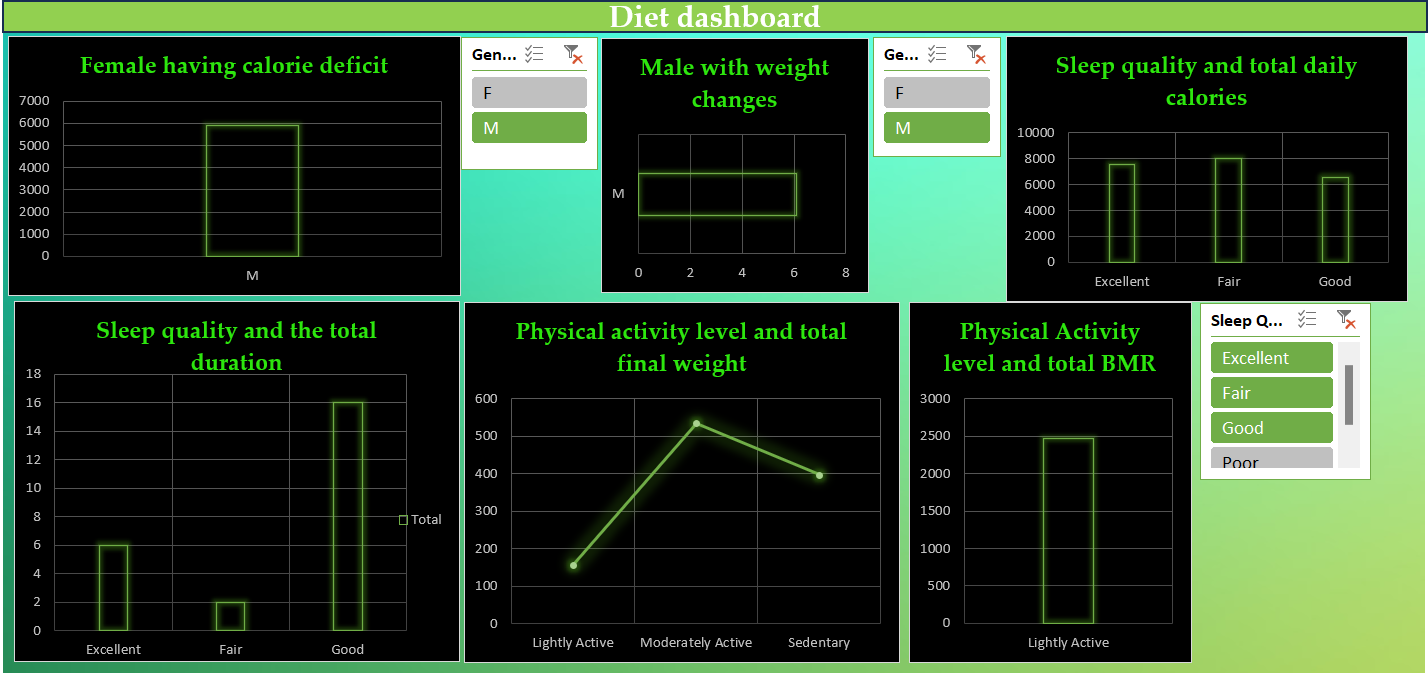 Diet dashboard
Female having calorie deficit
7000
6000
5000
4000
3000
2000
1000
0
M
Gen...
F
M
Male with weight
changes
M
0 2 4 6 8
Ge...
F
M
Sleep quality and total daily
calories
10000
8000
6000
4000
2000
0
Excellent Fair Good
Sleep quality and the total
duration
18
16
14
12
10
8
6
4
2
0
Excellent Fair Good
Total
Physical activity level and total
final weight
600
500
400
300
200
100
0
Lightly Active Moderately Active Sedentary
Physical Activity
level and total BMR
3000
2500
2000
1500
1000
500
0
Lightly Active
Sleep Q...
Excellent
Fair
Good
Poor